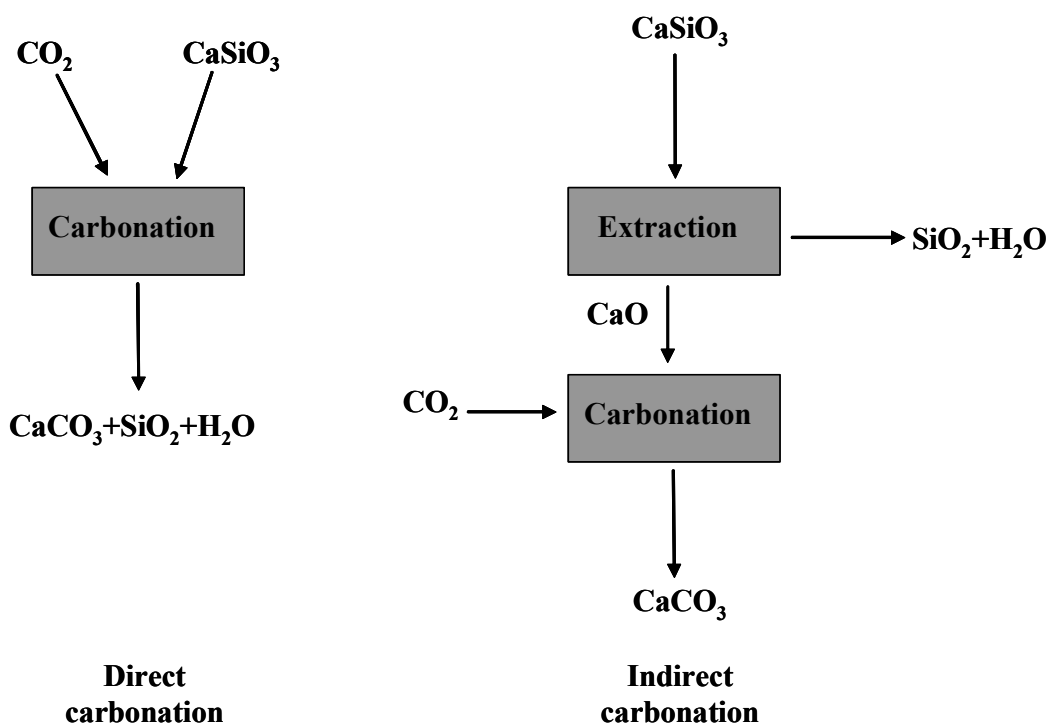 CO₂
CaSiO₃
Carbonation
CaCO₃+SiO₂+H₂O
Direct
carbonation
CaSiO₃
Extraction
SiO₂+H₂O
CaO
CO₂
Carbonation
CaCO₃
Indirect
carbonation